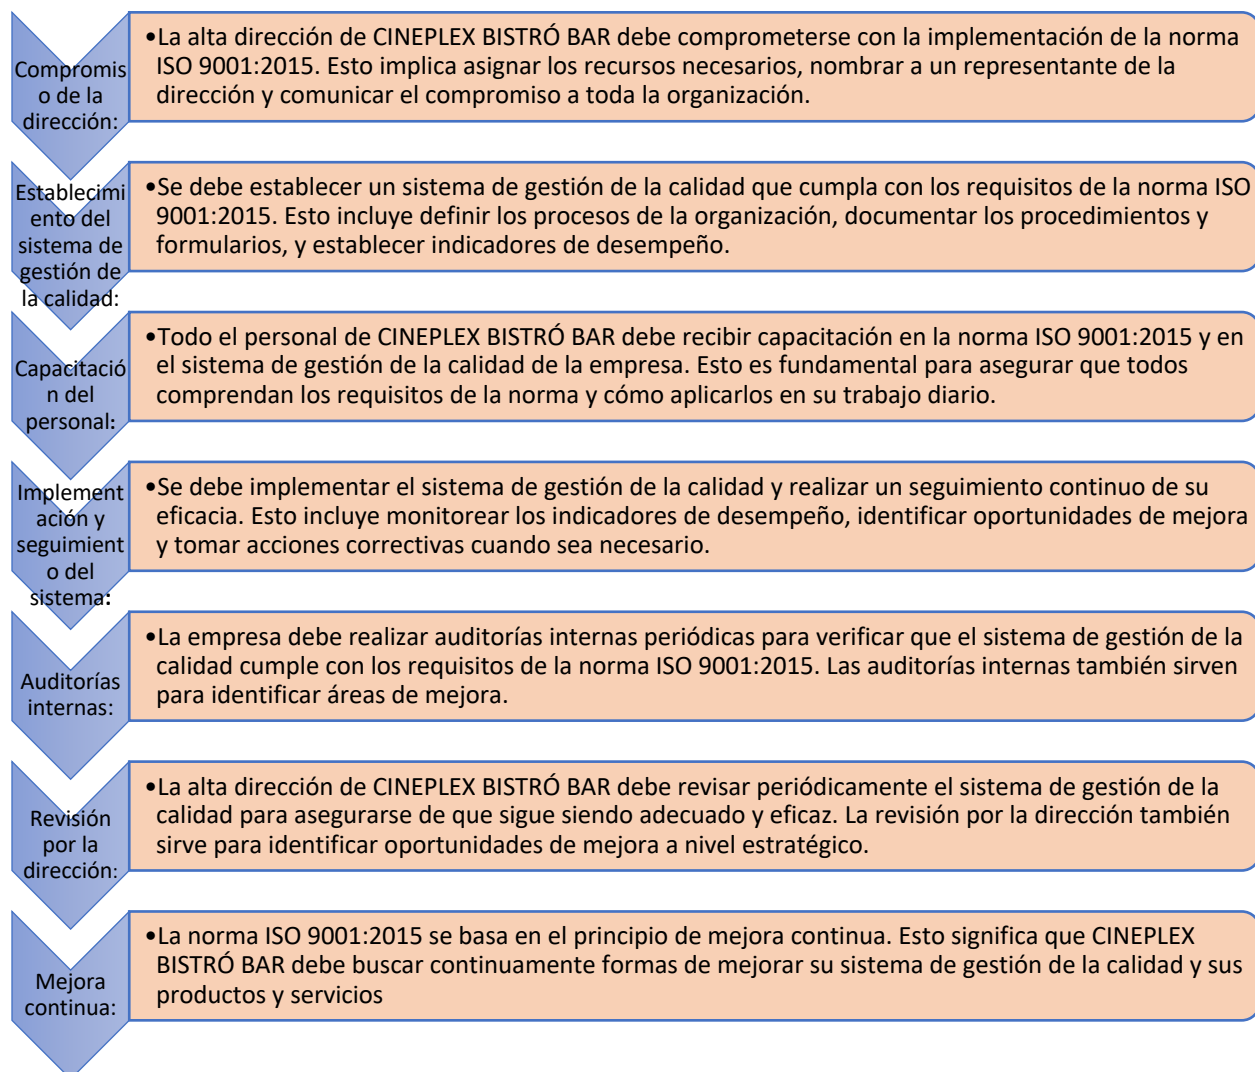 Compromis
o de la
dirección:
•La alta dirección de CINEPLEX BISTRÓ BAR debe comprometerse con la implementación de la norma
ISO 9001:2015. Esto implica asignar los recursos necesarios, nombrar a un representante de la
dirección y comunicar el compromiso a toda la organización.
Establecimi
ento del
sistema de
gestión de
la calidad:
•Se debe establecer un sistema de gestión de la calidad que cumpla con los requisitos de la norma ISO
9001:2015. Esto incluye definir los procesos de la organización, documentar los procedimientos y
formularios, y establecer indicadores de desempeño.
Capacitació
n del
personal:
•Todo el personal de CINEPLEX BISTRÓ BAR debe recibir capacitación en la norma ISO 9001:2015 y en
el sistema de gestión de la calidad de la empresa. Esto es fundamental para asegurar que todos
comprendan los requisitos de la norma y cómo aplicarlos en su trabajo diario.
Implement
ación y
seguimient
o del
sistema:
•Se debe implementar el sistema de gestión de la calidad y realizar un seguimiento continuo de su
eficacia. Esto incluye monitorear los indicadores de desempeño, identificar oportunidades de mejora
y tomar acciones correctivas cuando sea necesario.
Auditorías
internas:
•La empresa debe realizar auditorías internas periódicas para verificar que el sistema de gestión de la
calidad cumple con los requisitos de la norma ISO 9001:2015. Las auditorías internas también sirven
para identificar áreas de mejora.
Revisión
por la
dirección:
•La alta dirección de CINEPLEX BISTRÓ BAR debe revisar periódicamente el sistema de gestión de la
calidad para asegurarse de que sigue siendo adecuado y eficaz. La revisión por la dirección también
sirve para identificar oportunidades de mejora a nivel estratégico.
Mejora
continua:
•La norma ISO 9001:2015 se basa en el principio de mejora continua. Esto significa que CINEPLEX
BISTRÓ BAR debe buscar continuamente formas de mejorar su sistema de gestión de la calidad y sus
productos y servicios